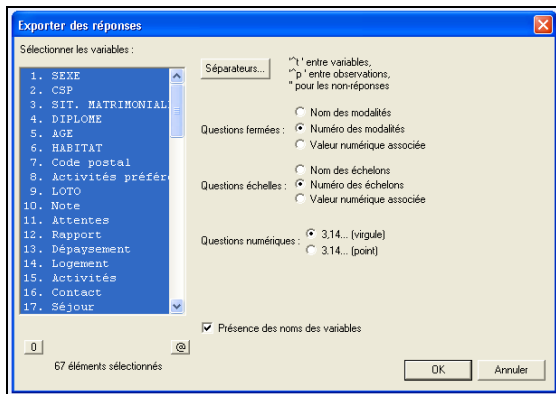 Exporter des réponses
Sélectionner les variables :
1. SEXE
2. CSP
3. SIT. MATRIMONIAL
4. DIPLOME
5. AGE
6. HABITAT
7. Code postal
8. Activités préfér
9. LOTO
10. Note
11. Attentes
12. Rapport
13. Dépaysement
14. Logement
15. Activités
16. Contact
17. Séjour
0 @
67 éléments sélectionnés
Séparateurs...
'^t' entre variables,
'^p' entre observations,
'' pour les non-réponses
Questions fermées :
Nom des modalités
Numéro des modalités
Valeur numérique associée
Questions échelles :
Nom des échelons
Numéro des échelons
Valeur numérique associée
Questions numériques :
3,14... (virgule)
3.14... (point)
Présence des noms des variables
OK Annuler